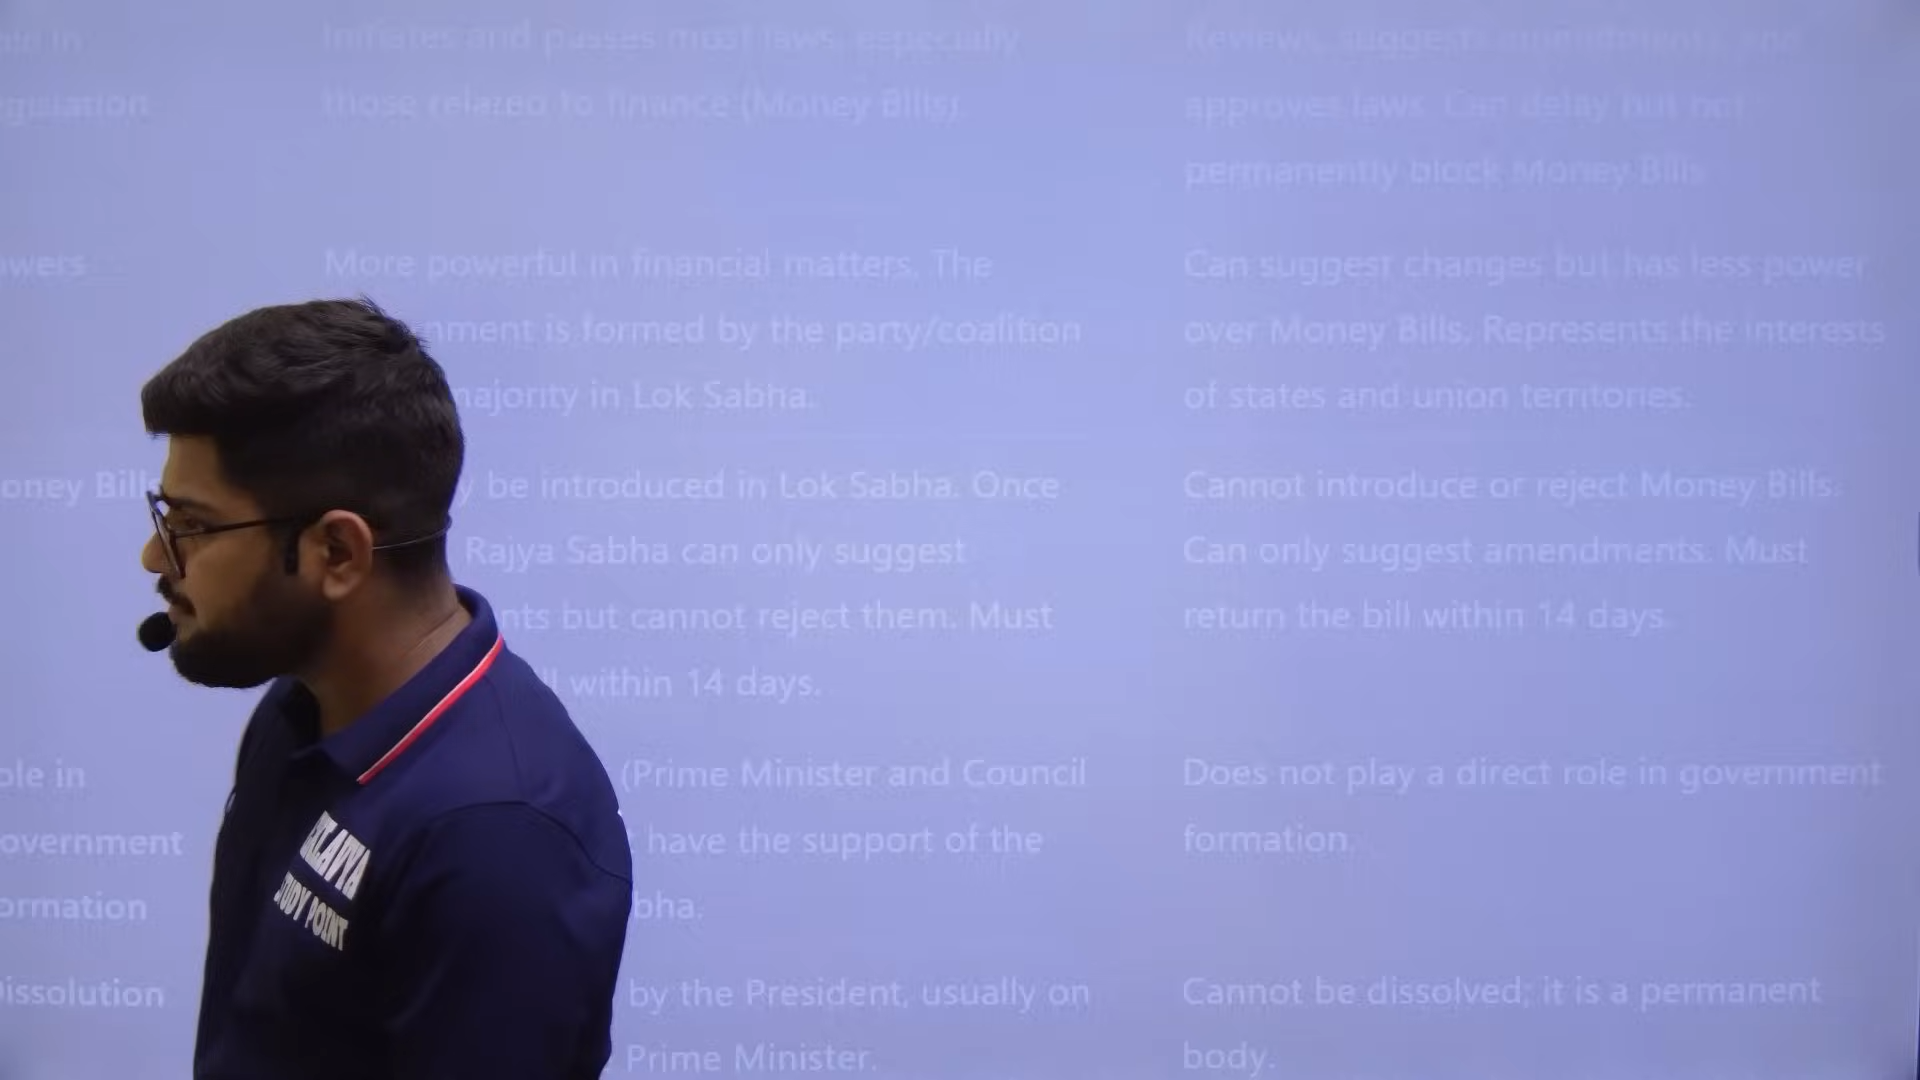 Initiates and passes most laws, especially
those related to finance (Money Bills).
Reviews, suggests amendments, and
approves laws. Can delay but not
permanently block Money Bills
owers
More powerful in financial matters. The
nment is formed by the party/coalition
majority in Lok Sabha.
Can suggest changes but has less power
over Money Bills. Represents the interests
of states and union territories.
oney Bills
y be introduced in Lok Sabha. Once
Rajya Sabha can only suggest
nts but cannot reject them. Must
ll within 14 days.
Cannot introduce or reject Money Bills.
Can only suggest amendments. Must
return the bill within 14 days.
ole in
overnment
ormation
(Prime Minister and Council
have the support of the
bha.
Does not play a direct role in government
formation.
Dissolution
by the President, usually on
Prime Minister.
Cannot be dissolved; it is a permanent
body.
STUDY POINT